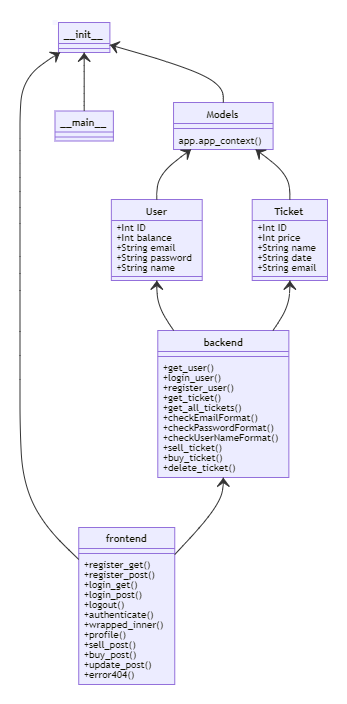 __init__
__main__
Models
app.app_context()
User
+Int ID
+Int balance
+String email
+String password
+String name
Ticket
+Int ID
+Int price
+String name
+String date
+String email
backend
+get_user()
+login_user()
+register_user()
+get_ticket()
+get_all_tickets()
+checkEmailFormat()
+checkPasswordFormat()
+checkUserNameFormat()
+sell_ticket()
+buy_ticket()
+delete_ticket()
frontend
+register_get()
+register_post()
+login_get()
+login_post()
+logout()
+authenticate()
+wrapped_inner()
+profile()
+sell_post()
+buy_post()
+update_post()
+error404()